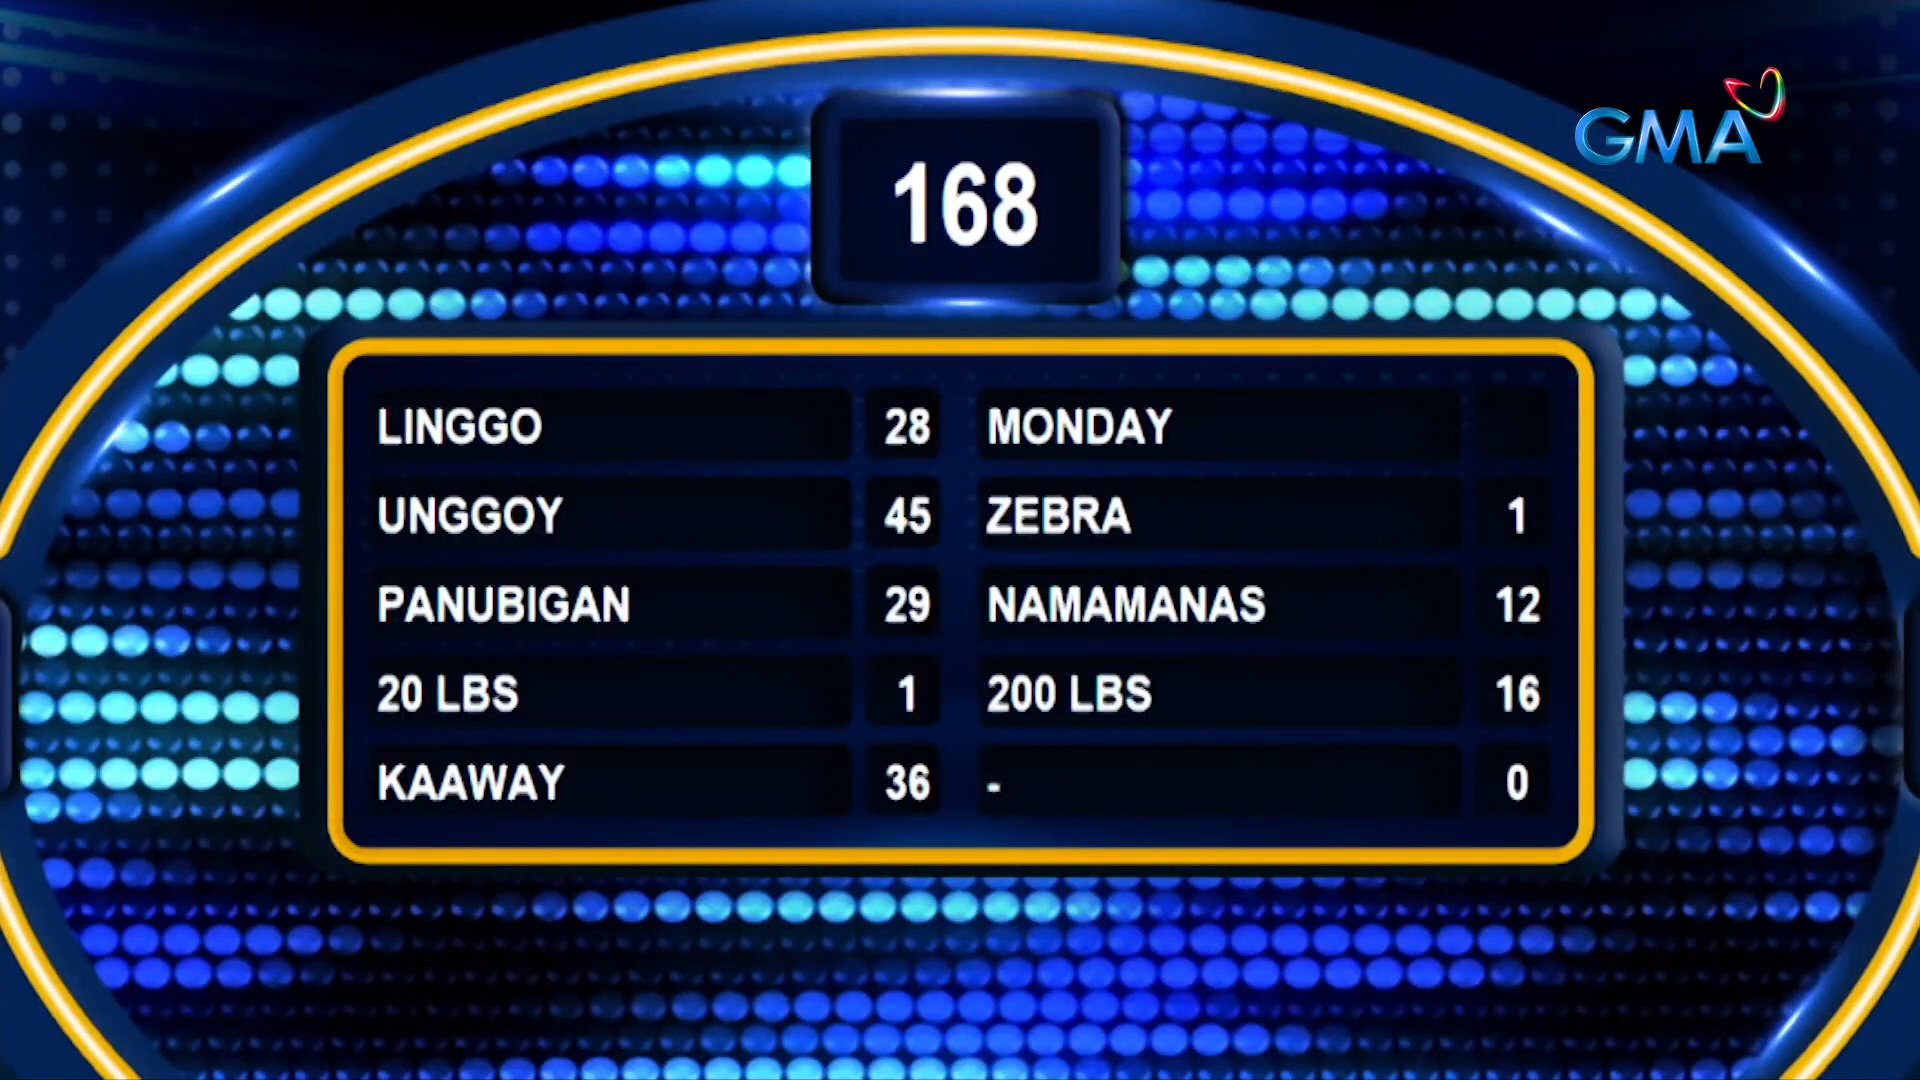 GMA
168
LINGGO 28 MONDAY
UNGGOY 45 ZEBRA 1
PANUBIGAN 29 NAMAMANAS 12
20 LBS 1 200 LBS 16
KAAWAY 36 - 0